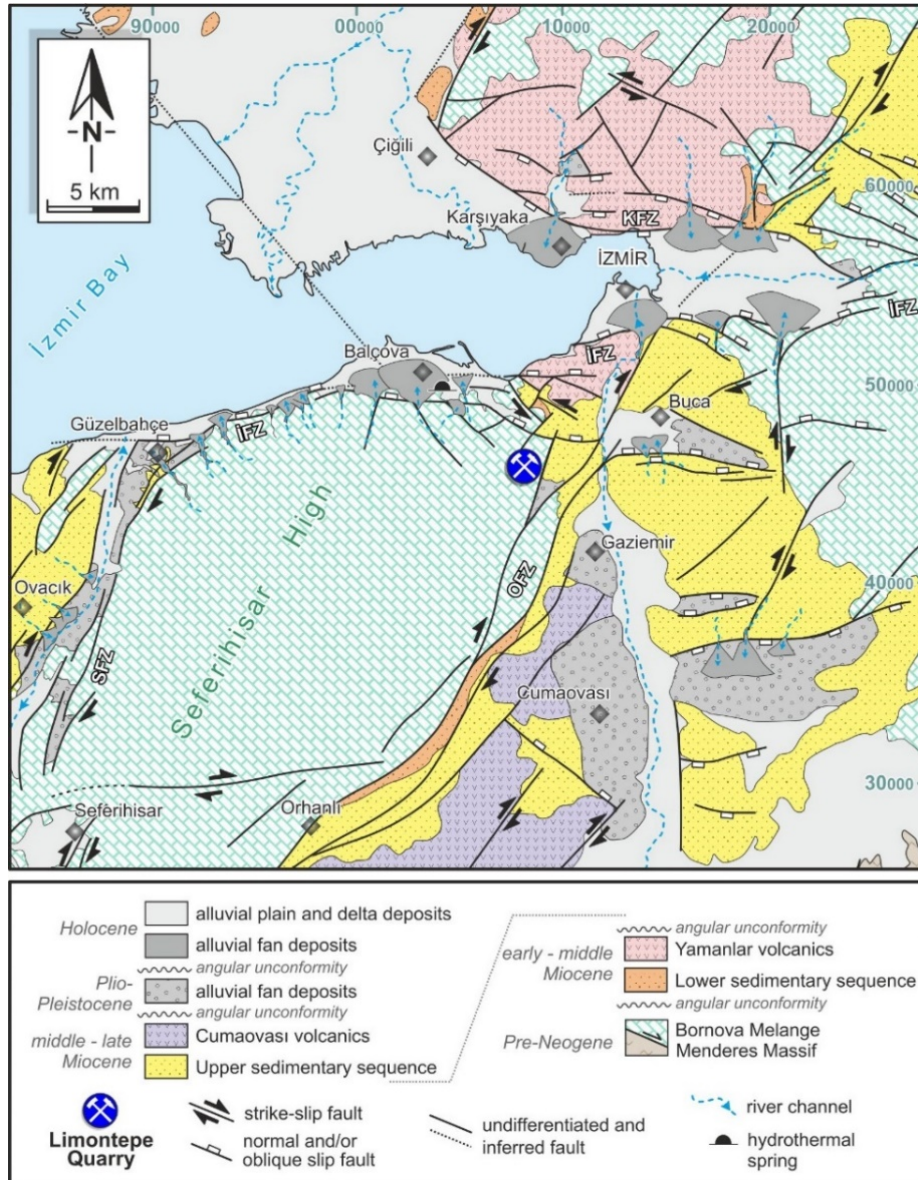 90000
00000
10000
20000
N
5 km
Çiğili
60000
Karşıyaka
KFZ
İZMİR
İzmir Bay
İFZ
Balçova
İFZ
50000
Güzelbahçe
İFZ
Buca
Seferihisar High
Gaziemir
Ovacık
OFZ
40000
SFZ
Cumaovası
30000
Seferihisar
Orhanlı
Holocene
alluvial plain and delta deposits
alluvial fan deposits
angular unconformity
Plio-
Pleistocene
alluvial fan deposits
angular unconformity
middle - late
Miocene
Cumaovası volcanics
Upper sedimentary sequence
angular unconformity
early - middle
Miocene
Yamanlar volcanics
Lower sedimentary sequence
angular unconformity
Pre-Neogene
Bornova Melange
Menderes Massif
Limontepe
Quarry
strike-slip fault
normal and/or
oblique slip fault
undifferentiated and
inferred fault
river channel
hydrothermal
spring